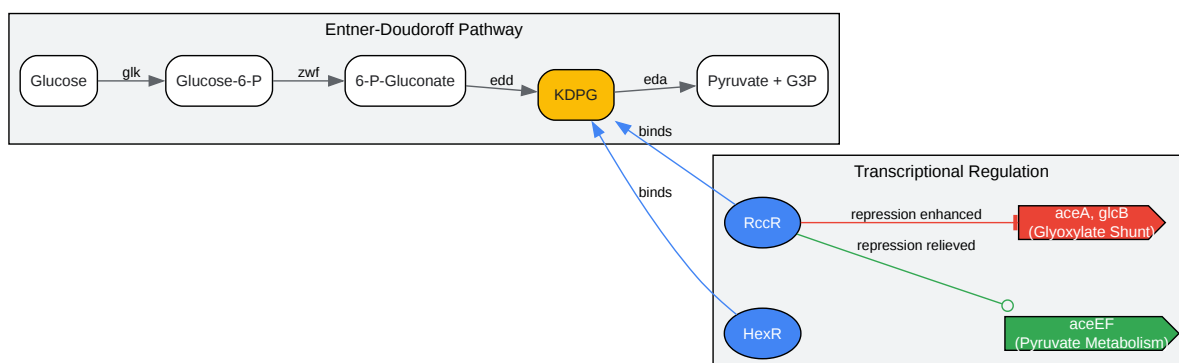 Entner-Doudoroff Pathway
Glucose
glk
Glucose-6-P
zwf
6-P-Gluconate
edd
KDPG
eda
Pyruvate + G3P
binds
binds
Transcriptional Regulation
RccR
repression enhanced
aceA, glcB
(Glyoxylate Shunt)
repression relieved
HexR
aceEF
(Pyruvate Metabolism)